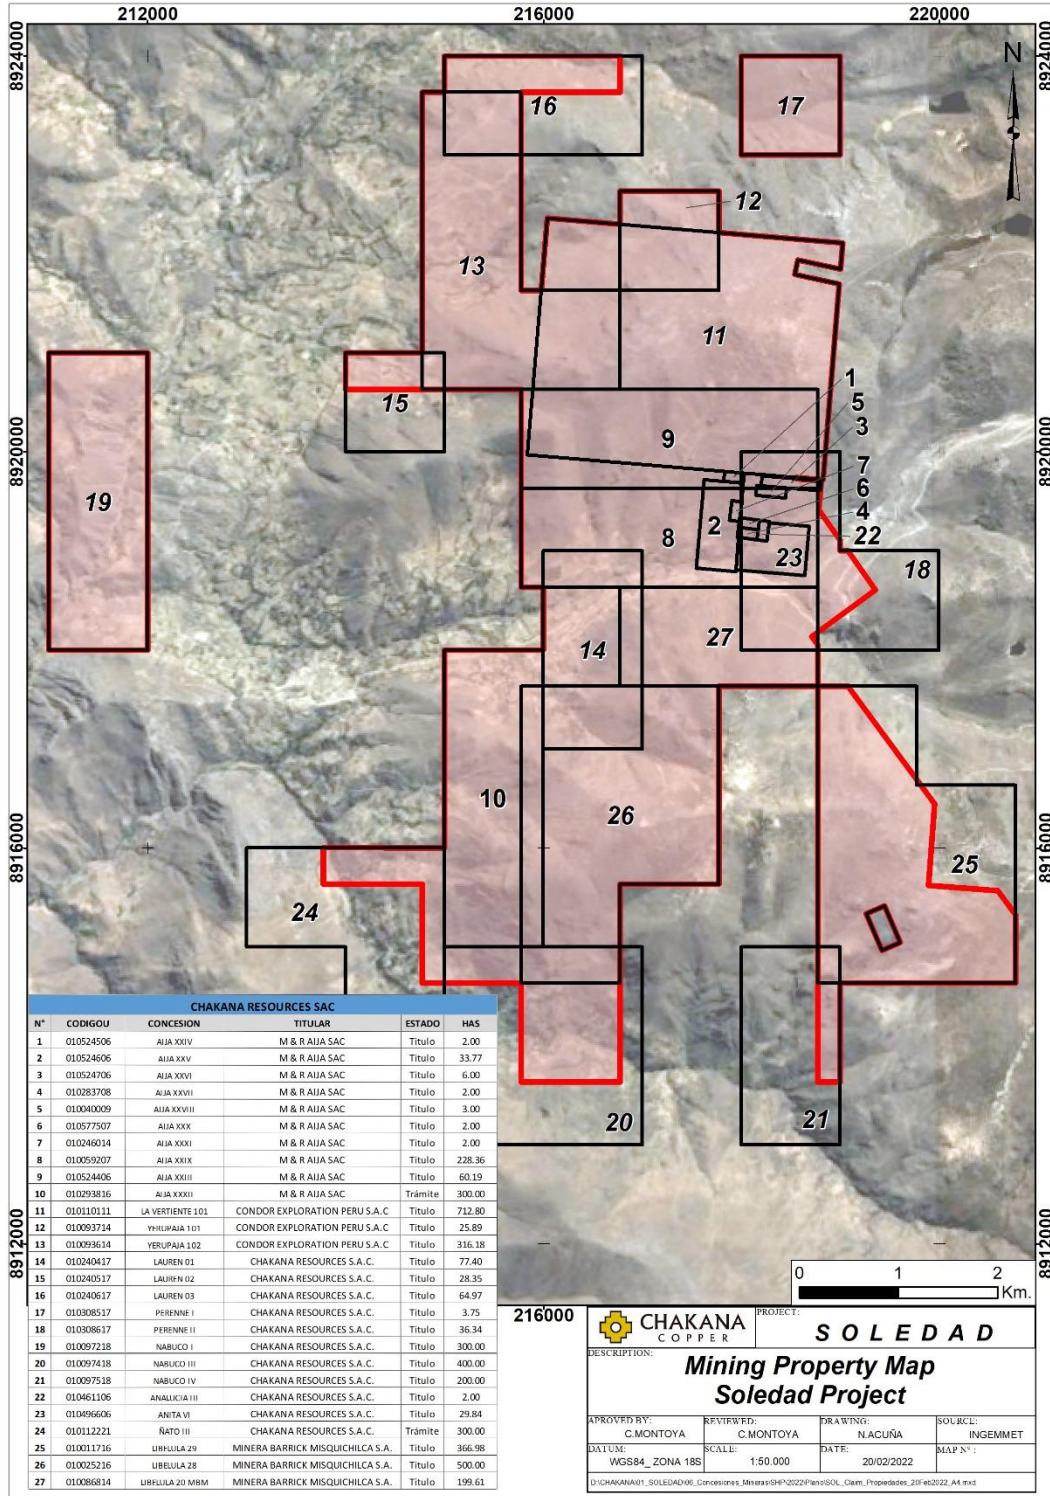 212000 216000 220000
8924000 8924000
N
16
17
12
13
11
1
5
15
3
9
7
6
19
2
4
8
22
23
18
8920000 8920000
27
14
10
26
8916000 8916000
25
24
20
21
CHAKANA RESOURCES SAC
N° CODIGOU CONCESION TITULAR ESTADO HAS
1 010524506 AIJA XXIV M & R AIJA SAC Titulo 2.00
2 010524606 AIJA XXV M & R AIJA SAC Titulo 33.77
3 010524706 AIJA XXVI M & R AIJA SAC Titulo 6.00
4 010283708 AIJA XXVII M & R AIJA SAC Titulo 2.00
5 010040009 AIJA XXVIII M & R AIJA SAC Titulo 3.00
6 010577507 AIJA XXX M & R AIJA SAC Titulo 2.00
7 010246014 AIJA XXXI M & R AIJA SAC Titulo 2.00
8 010059207 AIJA XXIX M & R AIJA SAC Titulo 228.36
9 010524406 AIJA XXIII M & R AIJA SAC Titulo 60.19
10 010293816 AIJA XXXII M & R AIJA SAC Trámite 300.00
11 010110111 LA VERTIENTE 101 CONDOR EXPLORATION PERU S.A.C Titulo 712.80
12 010093714 YERUPAJA 101 CONDOR EXPLORATION PERU S.A.C Titulo 25.89
13 010093614 YERUPAJA 102 CONDOR EXPLORATION PERU S.A.C Titulo 316.18
14 010240417 LAUREN 01 CHAKANA RESOURCES S.A.C. Titulo 77.40
15 010240517 LAUREN 02 CHAKANA RESOURCES S.A.C. Titulo 28.35
16 010240617 LAUREN 03 CHAKANA RESOURCES S.A.C. Titulo 64.97
17 010308517 PERENNE I CHAKANA RESOURCES S.A.C. Titulo 3.75
18 010308617 PERENNE II CHAKANA RESOURCES S.A.C. Titulo 36.34
19 010097218 NABUCO I CHAKANA RESOURCES S.A.C. Titulo 300.00
20 010097418 NABUCO III CHAKANA RESOURCES S.A.C. Titulo 400.00
21 010097518 NABUCO IV CHAKANA RESOURCES S.A.C. Titulo 200.00
22 010461106 ANALUCIA III CHAKANA RESOURCES S.A.C. Titulo 2.00
23 010496606 ANITA VI CHAKANA RESOURCES S.A.C. Titulo 29.84
24 010112221 ÑATO III CHAKANA RESOURCES S.A.C. Trámite 300.00
25 010011716 LIBELULA 29 MINERA BARRICK MISQUICHILCA S.A. Titulo 366.98
26 010025216 LIBELULA 28 MINERA BARRICK MISQUICHILCA S.A. Titulo 500.00
27 010086814 LIBELULA 20 MBM MINERA BARRICK MISQUICHILCA S.A. Titulo 199.61
8912000 8912000
0 1 2
Km.
216000
CHAKANA
COPPER
PROJECT:
SOLEDAD
DESCRIPTION:
Mining Property Map
Soledad Project
APROVED BY: REVIEWED: DRAWING: SOURCE:
C.MONTOYA C.MONTOYA N.ACUÑA INGEMMET
DATUM: SCALE: DATE: MAP N° :
WGS84_ ZONA 18S 1:50.000 20/02/2022
D:\CHAKANA\01_SOLEDAD\06_Concesiones_Mineras\SHP\2022\Plano\SOL_Claim_Propiedades_20Feb2022_A4.mxd